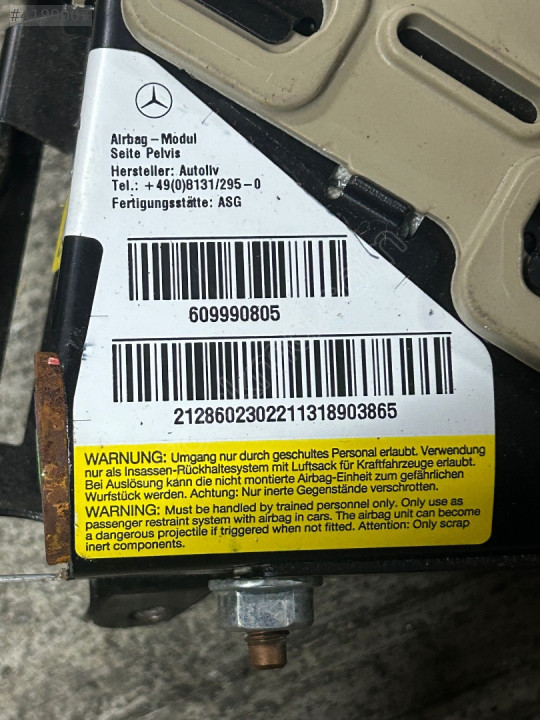 Airbag – Modul
Seite Pelvis
Hersteller: Autoliv
Tel.: +49(0)8131/295-0
Fertigungsstätte: ASG
609990805
2128602302211318903865
WARNUNG: Umgang nur durch geschultes Personal erlaubt. Verwendung
nur als Insassen-Rückhaltesystem mit Luftsack für Kraftfahrzeuge erlaubt.
Bei Auslösung kann die nicht montierte Airbag-Einheit zum gefährlichen
Wurfstück werden. Achtung: Nur inerte Gegenstände verschrotten.
WARNING: Must be handled by trained personnel only. Only use as
passenger restraint system with airbag in cars. The airbag unit can become
a dangerous projectile if triggered when not fitted. Attention: Only scrap
inert components.